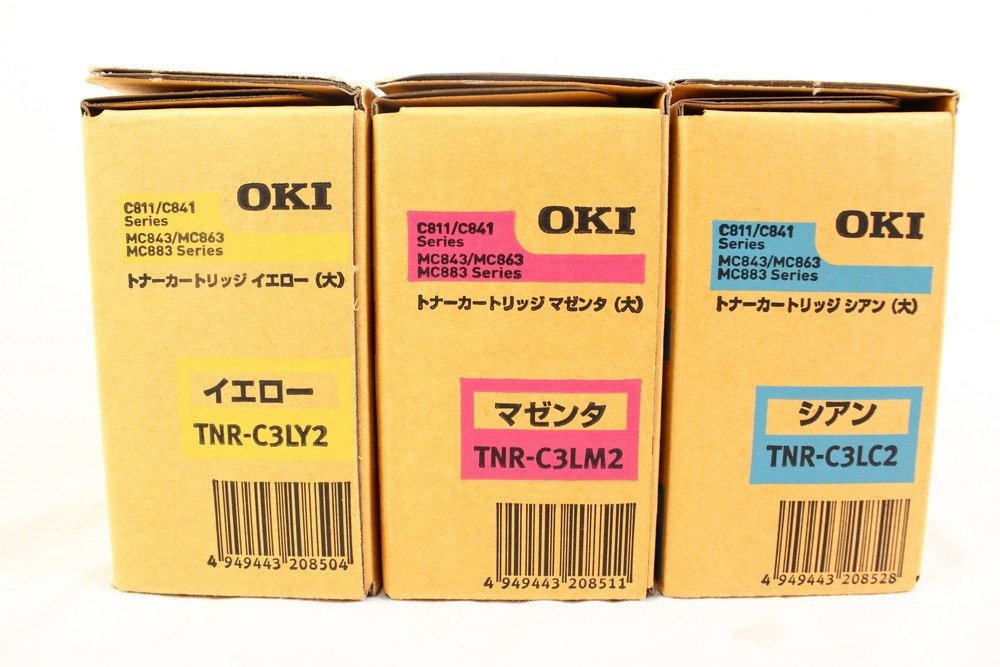 OKI
C811/C841
Series
MC843/MC863
MC883 Series
トナーカートリッジ イエロー（大）
イエロー
TNR-C3LY2
4 949443 208504
OKI
C811/C841
Series
MC843/MC863
MC883 Series
トナーカートリッジ マゼンタ（大）
マゼンタ
TNR-C3LM2
4 949443 208511
OKI
C811/C841
Series
MC843/MC863
MC883 Series
トナーカートリッジ シアン（大）
シアン
TNR-C3LC2
4 949443 208528